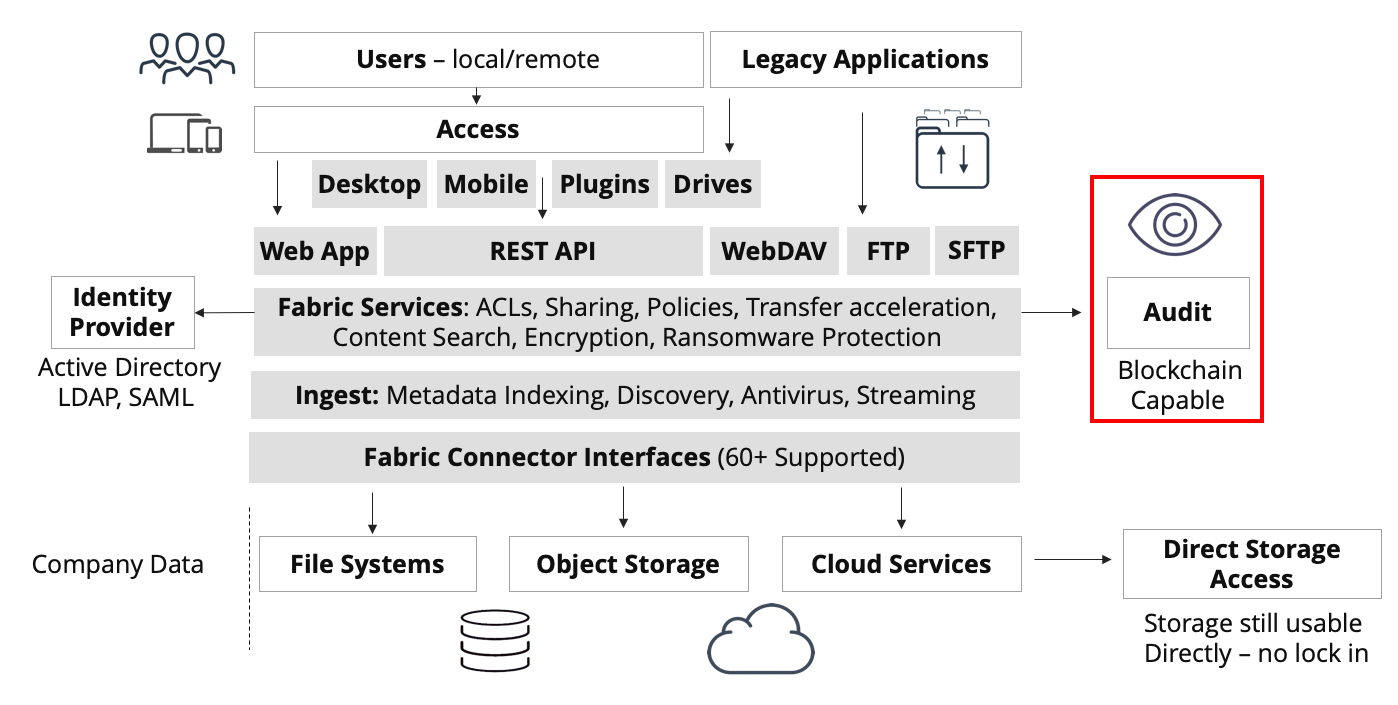 Users – local/remote
Legacy Applications
Access
Desktop
Mobile
Plugins
Drives
Web App
REST API
WebDAV
FTP
SFTP
Identity
Provider
Active Directory
LDAP, SAML
Fabric Services: ACLs, Sharing, Policies, Transfer acceleration,
Content Search, Encryption, Ransomware Protection
Audit
Blockchain
Capable
Ingest: Metadata Indexing, Discovery, Antivirus, Streaming
Fabric Connector Interfaces (60+ Supported)
Company Data
File Systems
Object Storage
Cloud Services
Direct Storage
Access
Storage still usable
Directly – no lock in